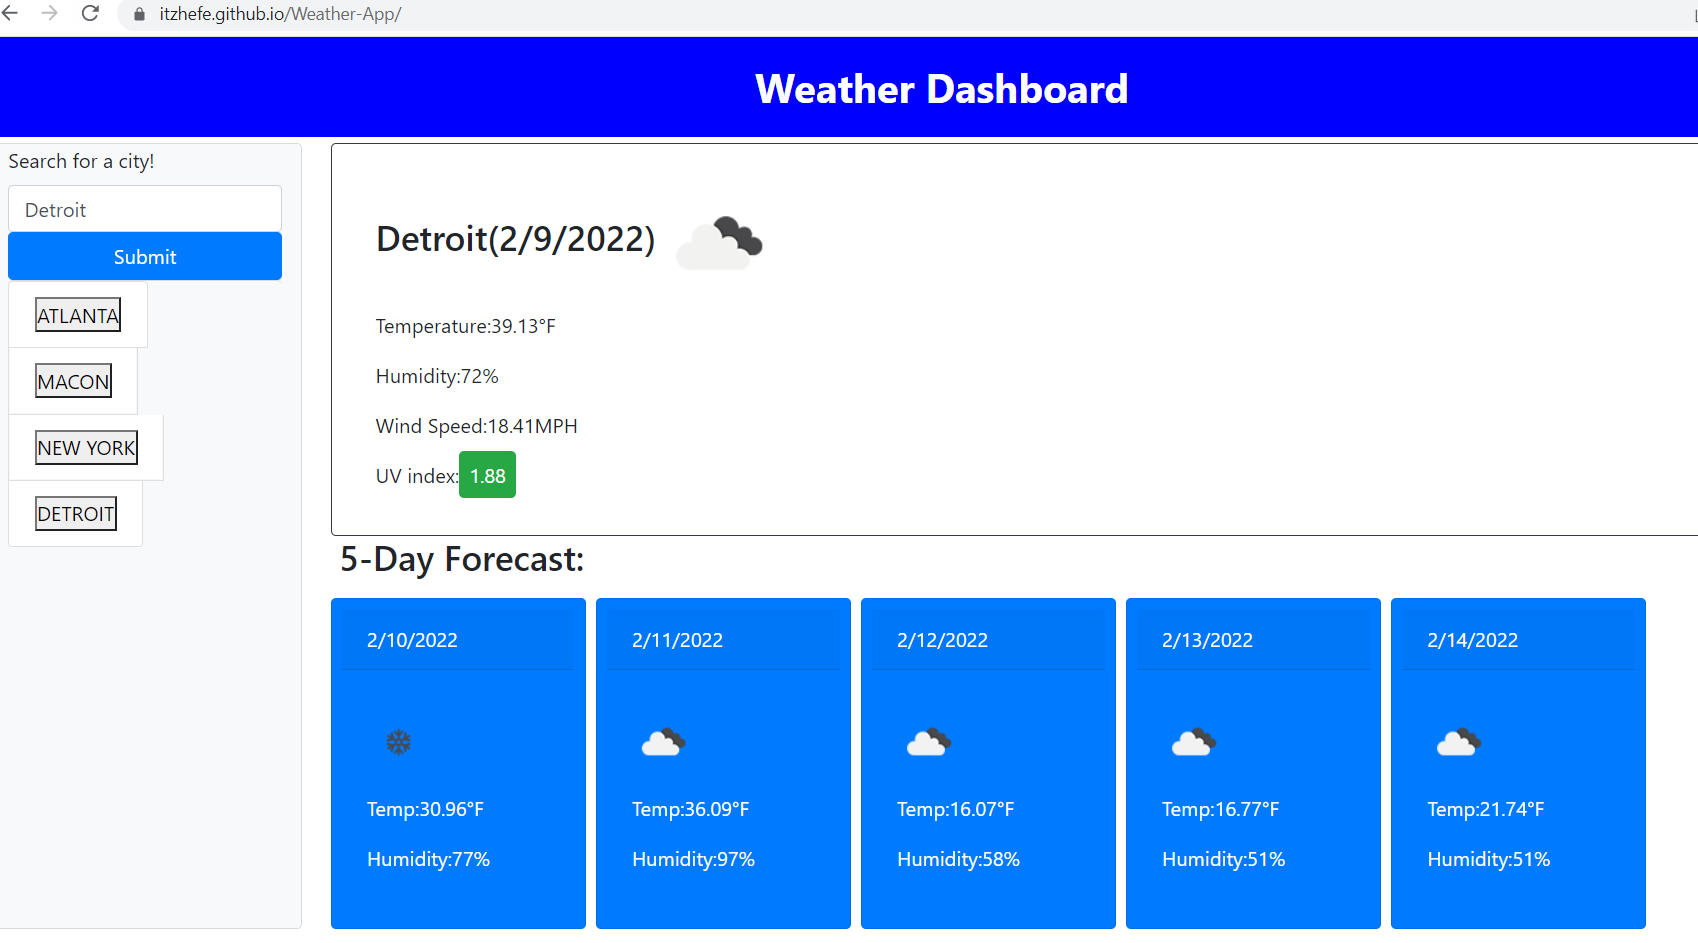 itzhefe.github.io/Weather-App/
Weather Dashboard
Search for a city!
Detroit
Submit
ATLANTA
MACON
NEW YORK
DETROIT
Detroit(2/9/2022)
Temperature:39.13°F
Humidity:72%
Wind Speed:18.41MPH
UV index:1.88
5-Day Forecast:
2/10/2022
Temp:30.96°F
Humidity:77%
2/11/2022
Temp:36.09°F
Humidity:97%
2/12/2022
Temp:16.07°F
Humidity:58%
2/13/2022
Temp:16.77°F
Humidity:51%
2/14/2022
Temp:21.74°F
Humidity:51%